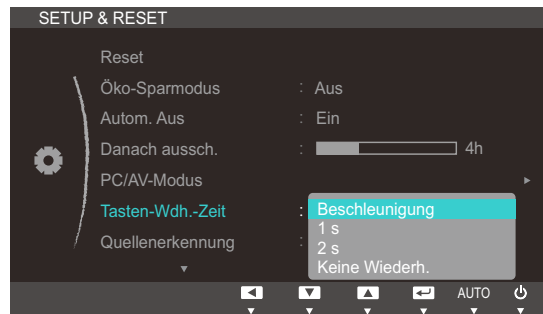 SETUP & RESET
Reset
Öko-Sparmodus : Aus
Autom. Aus : Ein
Danach aussch. : 4h
PC/AV-Modus
Tasten-Wdh.-Zeit : Beschleunigung
1 s
2 s
Keine Wiederh.
Quellenerkennung :
AUTO